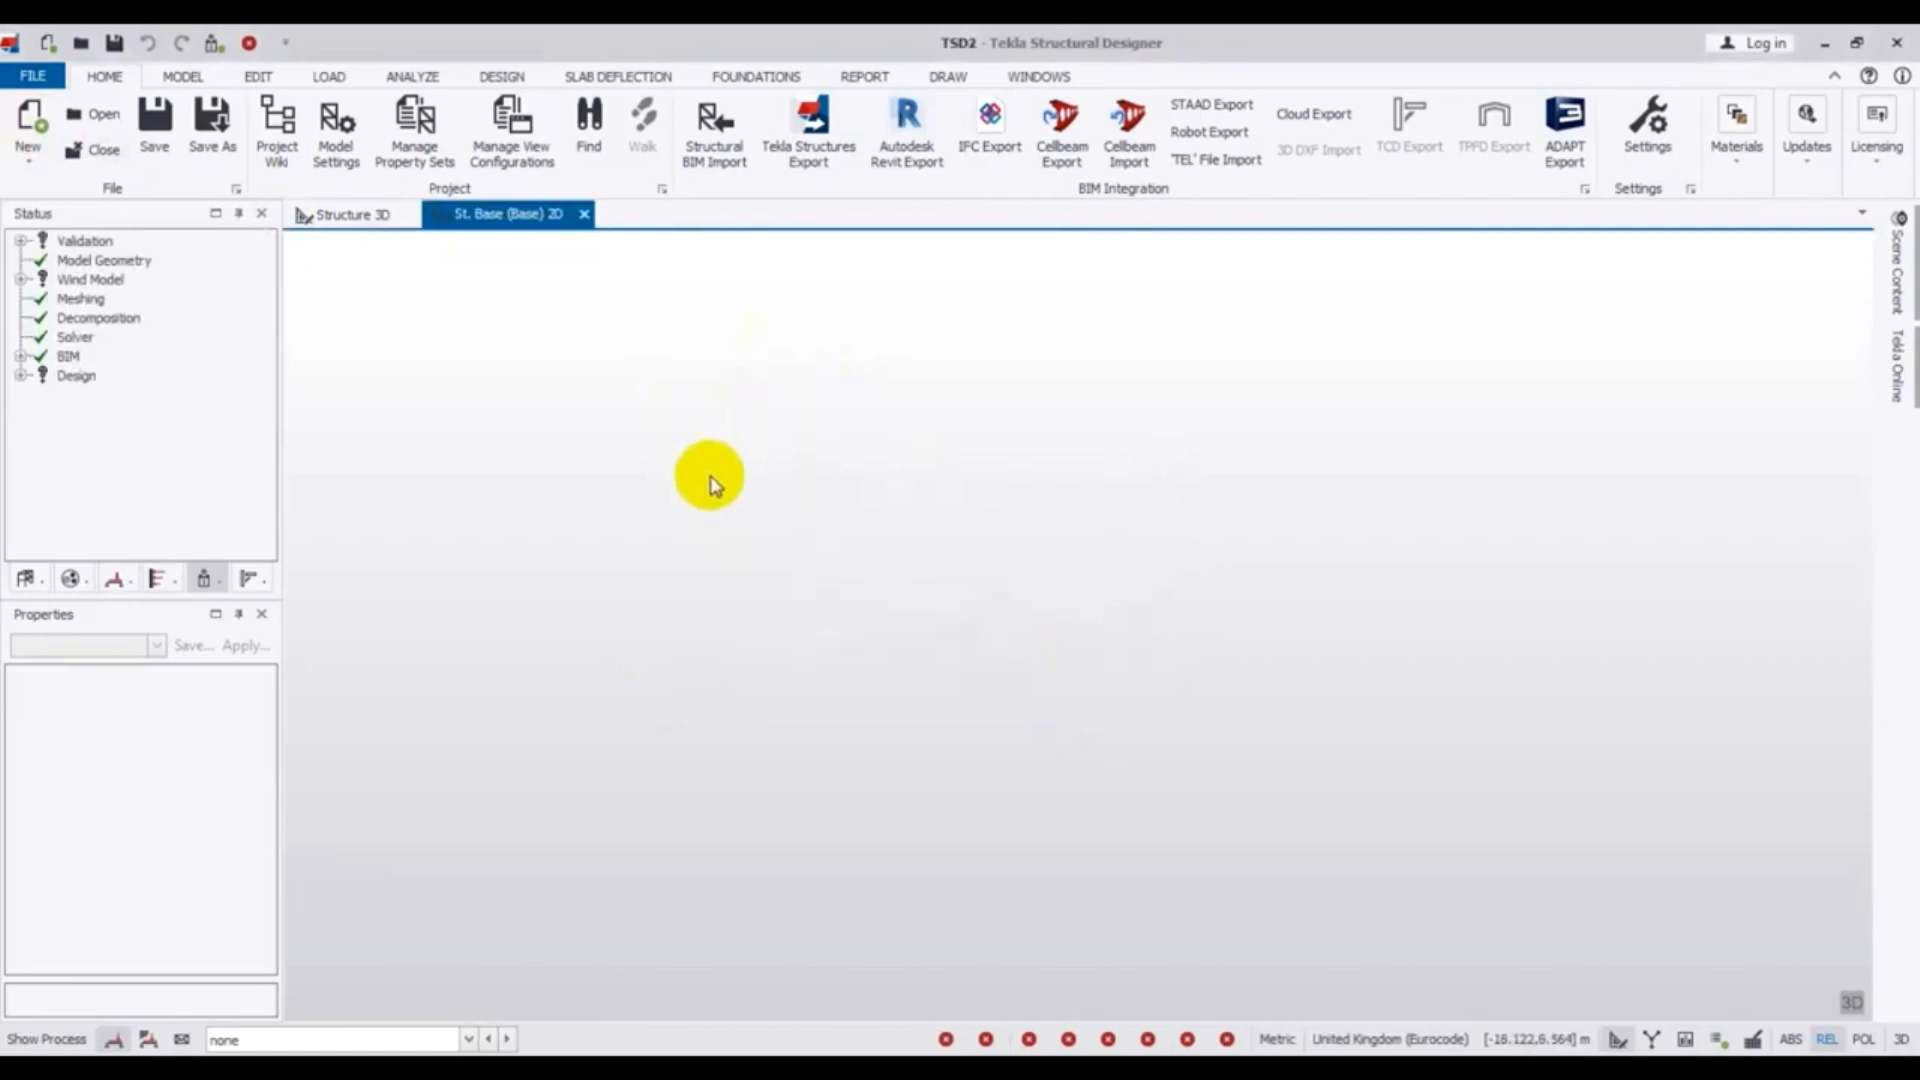 TSD2 - Tekla Structural Designer
Log in
FILE HOME MODEL EDIT LOAD ANALYZE DESIGN SLAB DEFLECTION FOUNDATIONS REPORT DRAW WINDOWS
New
Open
Close
Save
Save As
Project Wiki
Model Settings
Manage Property Sets
Manage View Configurations
Find
Walk
Structural BIM Import
Tekla Structures Export
Autodesk Revit Export
IFC Export
Cellbeam Export
Cellbeam Import
STAAD Export
Robot Export
'TEL' File Import
Cloud Export
3D DXF Import
TCD Export
TPFD Export
ADAPT Export
Settings
Materials
Updates
Licensing
File
Project
BIM Integration
Settings
Status
Structure 3D
St. Base (Base) 2D
Validation
Model Geometry
Wind Model
Meshing
Decomposition
Solver
BIM
Design
Scene Content
Tekla Online
Properties
Save... Apply...
3D
Show Process
none
Metric
United Kingdom (Eurocode)
[-16.122,6.564] m
ABS REL POL 3D